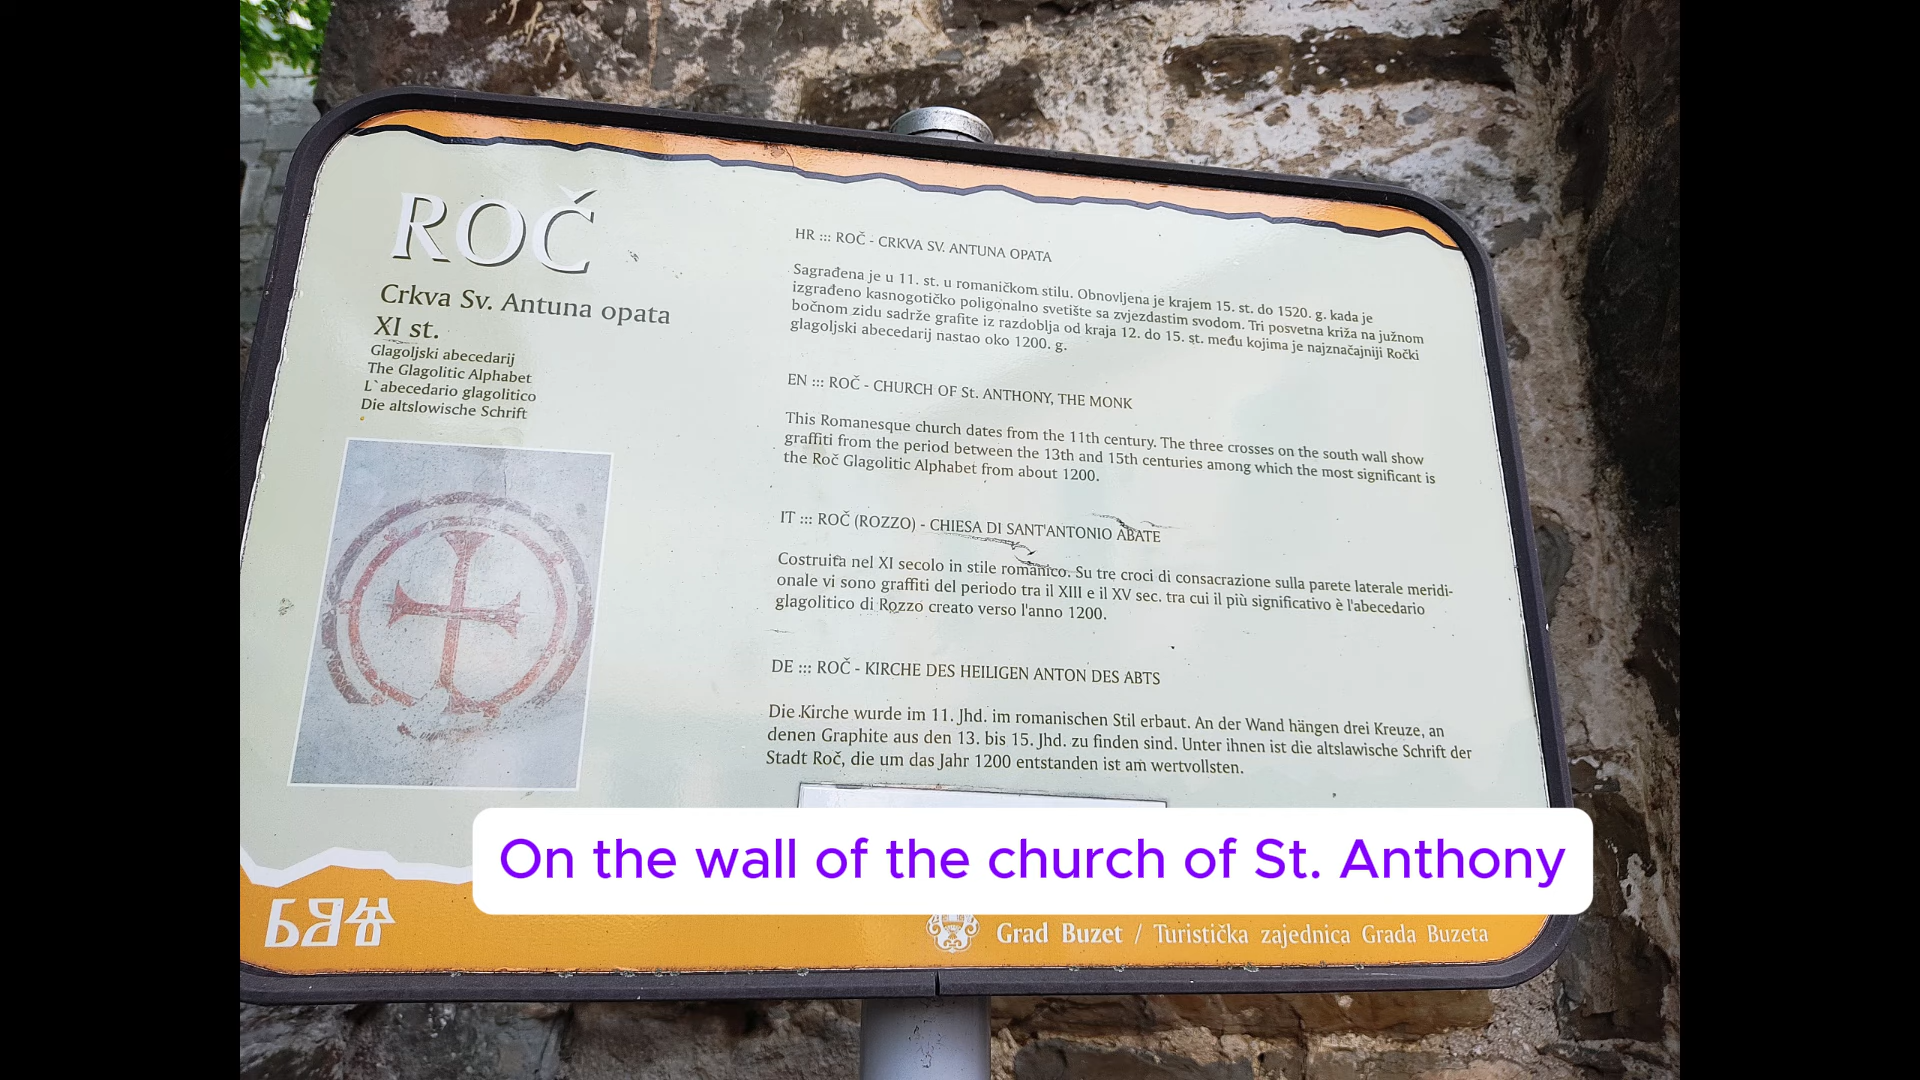 ROČ
Crkva Sv. Antuna opata
XI st.
Glagoljski abecedarij
The Glagolitic Alphabet
L`abecedario glagolitico
Die altslowische Schrift
HR ::: ROČ - CRKVA SV. ANTUNA OPATA
Sagrađena je u 11. st. u romaničkom stilu. Obnovljena je krajem 15. st. do 1520. g. kada je
izgrađeno kasnogotičko poligonalno svetište sa zvjezdastim svodom. Tri posvetna križa na južnom
bočnom zidu sadrže grafite iz razdoblja od kraja 12. do 15. st. među kojima je najznačajniji Ročki
glagoljski abecedarij nastao oko 1200. g.
EN ::: ROČ - CHURCH OF St. ANTHONY, THE MONK
This Romanesque church dates from the 11th century. The three crosses on the south wall show
graffiti from the period between the 13th and 15th centuries among which the most significant is
the Roč Glagolitic Alphabet from about 1200.
IT ::: ROČ (ROZZO) - CHIESA DI SANT'ANTONIO ABATE
Costruita nel XI secolo in stile romanico. Su tre croci di consacrazione sulla parete laterale meridi-
onale vi sono graffiti del periodo tra il XIII e il XV sec. tra cui il più significativo è l'abecedario
glagolitico di Rozzo creato verso l'anno 1200.
DE ::: ROČ - KIRCHE DES HEILIGEN ANTON DES ABTS
Die Kirche wurde im 11. Jhd. im romanischen Stil erbaut. An der Wand hängen drei Kreuze, an
denen Graphite aus den 13. bis 15. Jhd. zu finden sind. Unter ihnen ist die altslawische Schrift der
Stadt Roč, die um das Jahr 1200 entstanden ist am wertvollsten.
On the wall of the church of St. Anthony
Grad Buzet / Turistička zajednica Grada Buzeta